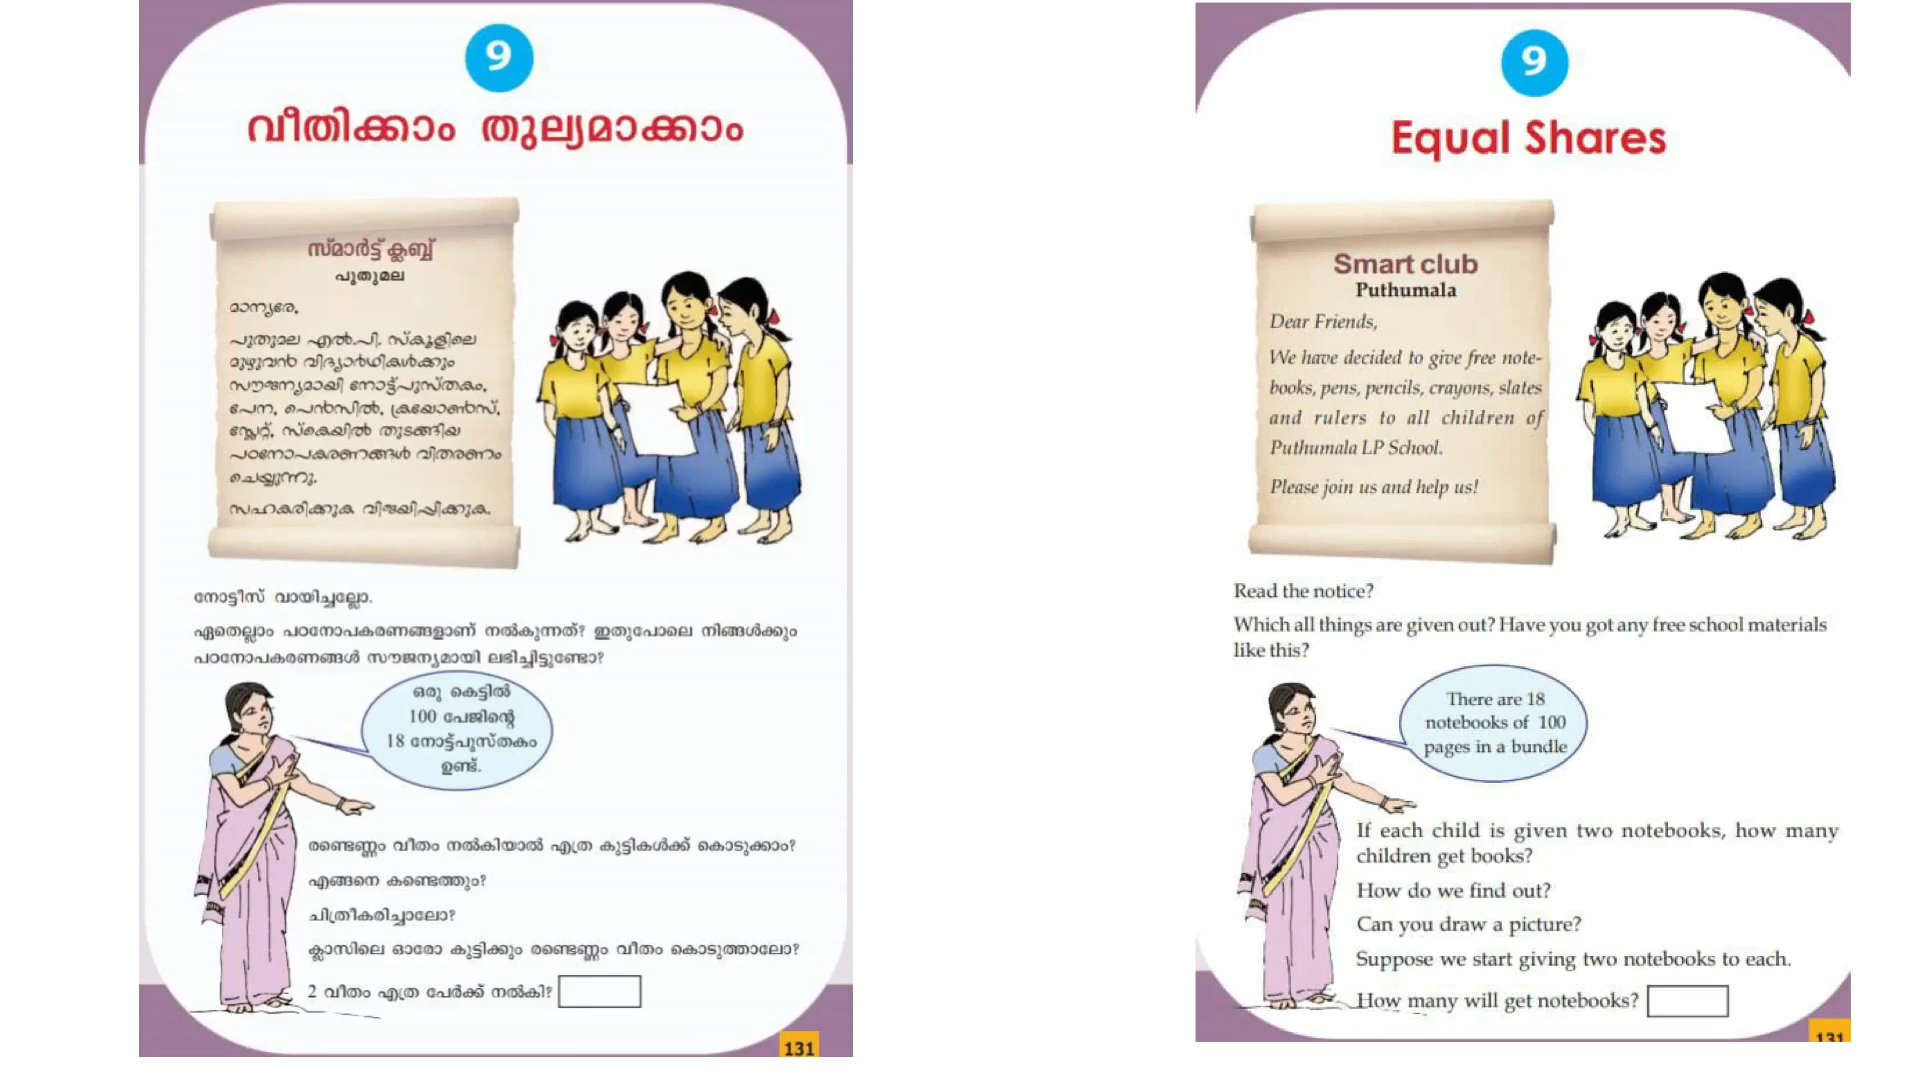 9
വീതിക്കാം തുല്യമാക്കാം
സ്മാർട്ട് ക്ലബ്ബ്
പുതുമല
മാന്യരേ,
പുതുമല എൽ.പി. സ്കൂളിലെ
മുഴുവൻ വിദ്യാർഥികൾക്കും
സൗജന്യമായി നോട്ട്പുസ്തകം,
പേന, പെൻസിൽ, ക്രയോൺസ്,
സ്ലേറ്റ്, സ്കെയിൽ തുടങ്ങിയ
പഠനോപകരണങ്ങൾ വിതരണം
ചെയ്യുന്നു.
സഹകരിക്കുക വിജയിപ്പിക്കുക.
നോട്ടീസ് വായിച്ചല്ലോ.
ഏതെല്ലാം പഠനോപകരണങ്ങളാണ് നൽകുന്നത്? ഇതുപോലെ നിങ്ങൾക്കും
പഠനോപകരണങ്ങൾ സൗജന്യമായി ലഭിച്ചിട്ടുണ്ടോ?
ഒരു കെട്ടിൽ
100 പേജിന്റെ
18 നോട്ട്പുസ്തകം
ഉണ്ട്.
രണ്ടെണ്ണം വീതം നൽകിയാൽ എത്ര കുട്ടികൾക്ക് കൊടുക്കാം?
എങ്ങനെ കണ്ടെത്തും?
ചിത്രീകരിച്ചാലോ?
ക്ലാസിലെ ഓരോ കുട്ടിക്കും രണ്ടെണ്ണം വീതം കൊടുത്താലോ?
2 വീതം എത്ര പേർക്ക് നൽകി?
131
9
Equal Shares
Smart club
Puthumala
Dear Friends,
We have decided to give free note-
books, pens, pencils, crayons, slates
and rulers to all children of
Puthumala LP School.
Please join us and help us!
Read the notice?
Which all things are given out? Have you got any free school materials
like this?
There are 18
notebooks of 100
pages in a bundle
If each child is given two notebooks, how many
children get books?
How do we find out?
Can you draw a picture?
Suppose we start giving two notebooks to each.
How many will get notebooks?
131